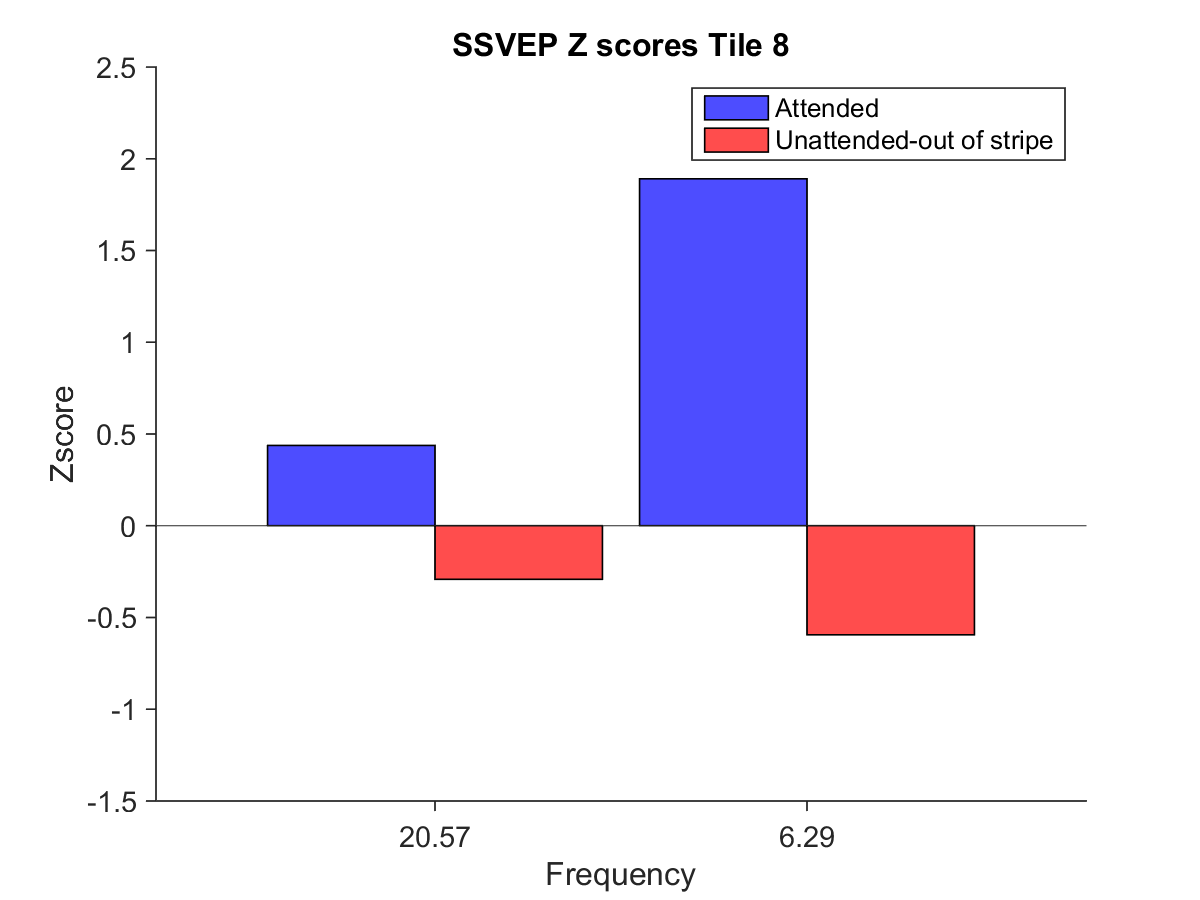 SSVEP Z scores Tile 8
2.5
2
1.5
1
0.5
0
-0.5
-1
-1.5
Zscore
Attended
Unattended-out of stripe
20.57
6.29
Frequency